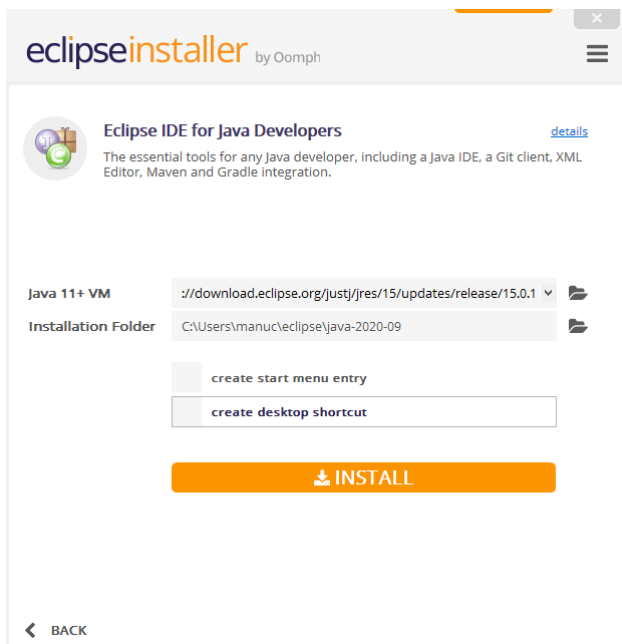 eclipseinstaller by Oomph
Eclipse IDE for Java Developers
details
The essential tools for any Java developer, including a Java IDE, a Git client, XML
Editor, Maven and Gradle integration.
Java 11+ VM
://download.eclipse.org/justj/jres/15/updates/release/15.0.1
Installation Folder
C:\Users\manuc\eclipse\java-2020-09
create start menu entry
create desktop shortcut
INSTALL
BACK